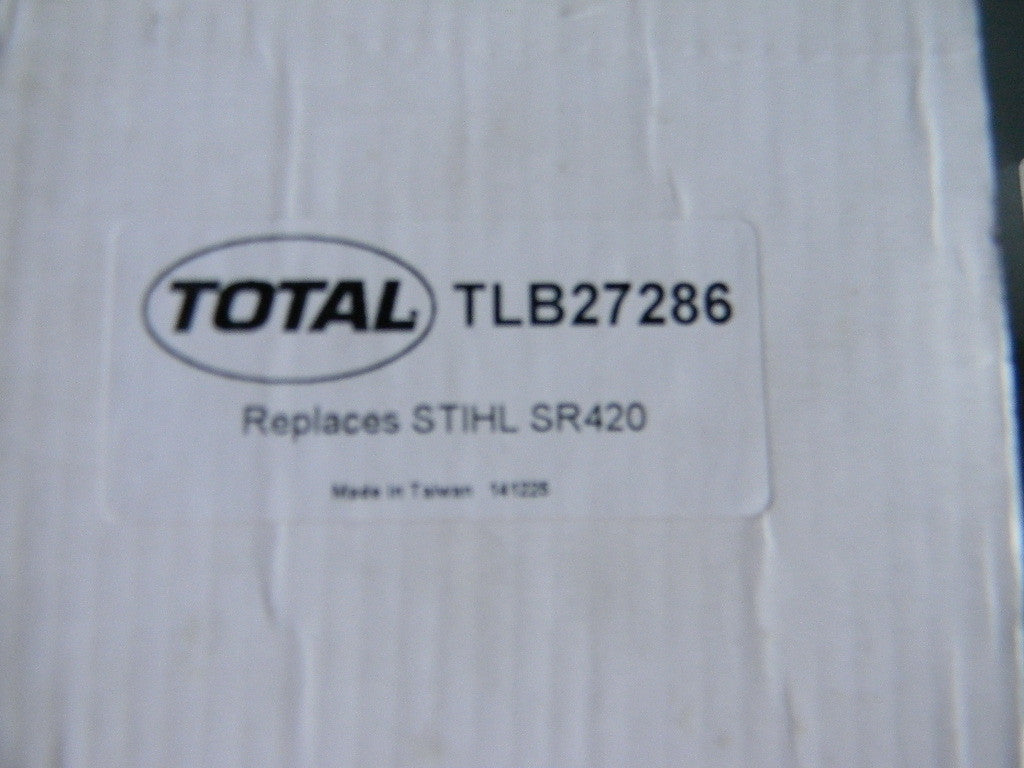 TOTAL TLB27286
Replaces STIHL SR420
Made in Taiwan 141225